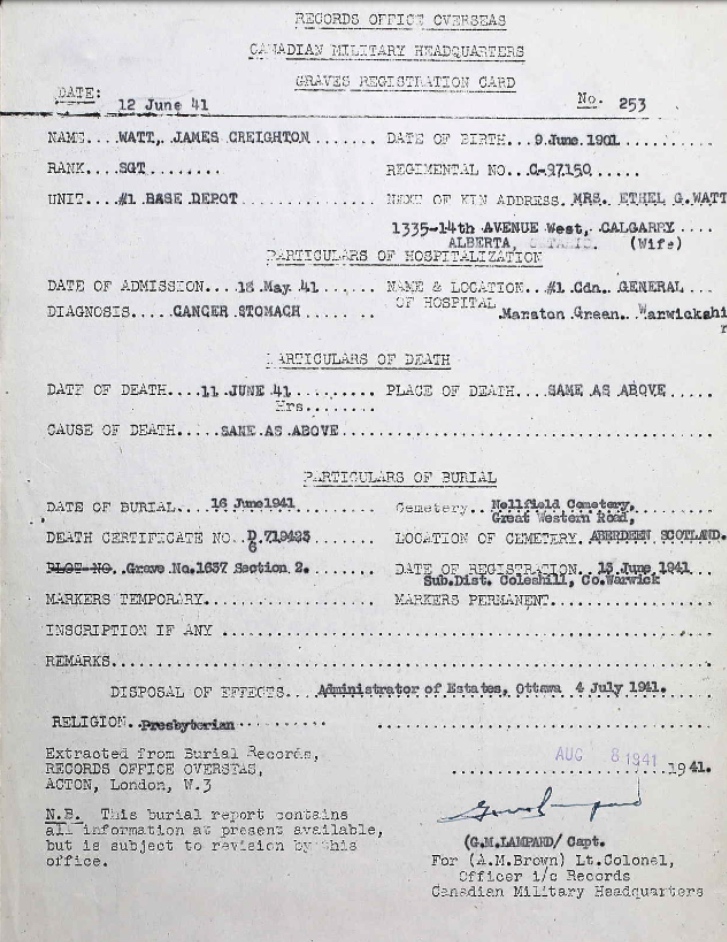 RECORDS OFFICE OVERSEAS
CANADIAN MILITARY HEADQUARTERS
GRAVES REGISTRATION CARD
DATE: 12 June 41 No. 253
NAME....WATT, JAMES CREIGHTON....... DATE OF BIRTH...9.June.1901..........
RANK....SGT........ REGIMENTAL NO...C-97150.....
UNIT....#1 BASE DEPOT.............. NEXT OF KIN ADDRESS. MRS. ETHEL G.WATT
1335-14th AVENUE West, CALGARRY....
ALBERTA, ONTARIO. (Wife)
PARTICULARS OF HOSPITALIZATION
DATE OF ADMISSION....18 May 41...... NAME & LOCATION...#1 Cdn. GENERAL....
DIAGNOSIS.....CANCER STOMACH........ OF HOSPITAL Marston Green. Warwickshi
r
PARTICULARS OF DEATH
DATE OF DEATH....11 JUNE 41......... PLACE OF DEATH....SAME AS ABOVE.....
Hrs........
CAUSE OF DEATH.....SAME AS ABOVE....................................
PARTICULARS OF BURIAL
DATE OF BURIAL....16 June1941........ Cemetery.. Nellfield Cemetery,
Great Western Road,
DEATH CERTIFICATE NO..D.719423...... LOCATION OF CEMETERY. ABERDEEN SCOTLAND.
6
PLOT NO. .Grave No.1637 Section 2.... DATE OF REGISTRATION...13 June 1941
Sub.Dist. Coleshill, Co.Warwick
MARKERS TEMPORARY.................. MARKERS PERMANENT.................
INSCRIPTION IF ANY ................................................
REMARKS............................................................
DISPOSAL OF EFFECTS....Administrator of Estates, Ottawa 4 July 1941.
RELIGION..Presbyterian.......... ....................................
Extracted from Burial Records,
RECORDS OFFICE OVERSTAS,
ACTON, London, W.3
AUG 8 1941
.......................1941.
N.B. This burial report contains
all information at present available,
but is subject to revision by this
office.
(G.M.LAMPARD/ Capt.
For (A.M.Brown) Lt.Colonel,
Officer i/c Records
Canadian Military Headquarters